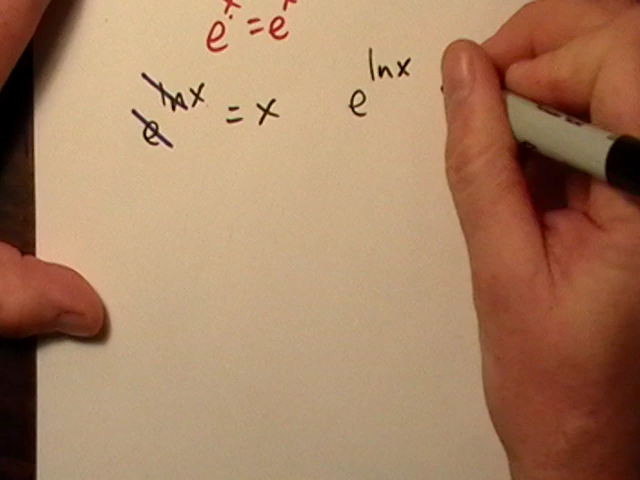 e^x = e^x
e^ln x = x e^ln x